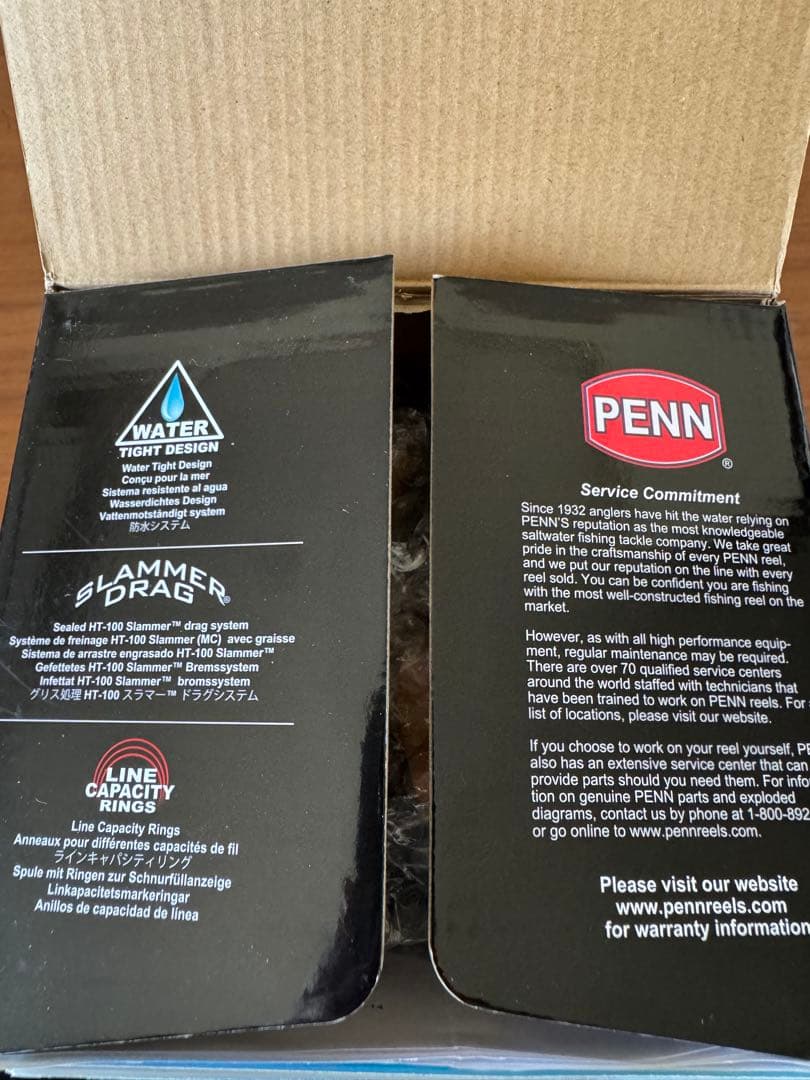 WATER
TIGHT DESIGN
Water Tight Design
Conçu pour la mer
Sistema resistente al agua
Wasserdichtes Design
Vattenmotståndigt system
防水システム
SLAMMER
DRAG®
Sealed HT-100 Slammer™ drag system
Système de freinage HT-100 Slammer (MC) avec graisse
Sistema de arrastre engrasado HT-100 Slammer™
Gefettetes HT-100 Slammer™ Bremssystem
Infettat HT-100 Slammer™ bromssystem
グリス処理 HT-100 スラマー™ ドラグシステム
LINE
CAPACITY
RINGS
Line Capacity Rings
Anneaux pour différentes capacités de fil
ラインキャパシティリング
Spule mit Ringen zur Schnurfüllanzeige
Linkapacitetsmarkeringar
Anillos de capacidad de línea
PENN®
Service Commitment
Since 1932 anglers have hit the water relying on
PENN'S reputation as the most knowledgeable
saltwater fishing tackle company. We take great
pride in the craftsmanship of every PENN reel,
and we put our reputation on the line with every
reel sold. You can be confident you are fishing
with the most well-constructed fishing reel on the
market.
However, as with all high performance equip-
ment, regular maintenance may be required.
There are over 70 qualified service centers
around the world staffed with technicians that
have been trained to work on PENN reels. For
list of locations, please visit our website.
If you choose to work on your reel yourself, PE
also has an extensive service center that can
provide parts should you need them. For info
tion on genuine PENN parts and exploded
diagrams, contact us by phone at 1-800-892
or go online to www.pennreels.com.
Please visit our website
www.pennreels.com
for warranty information